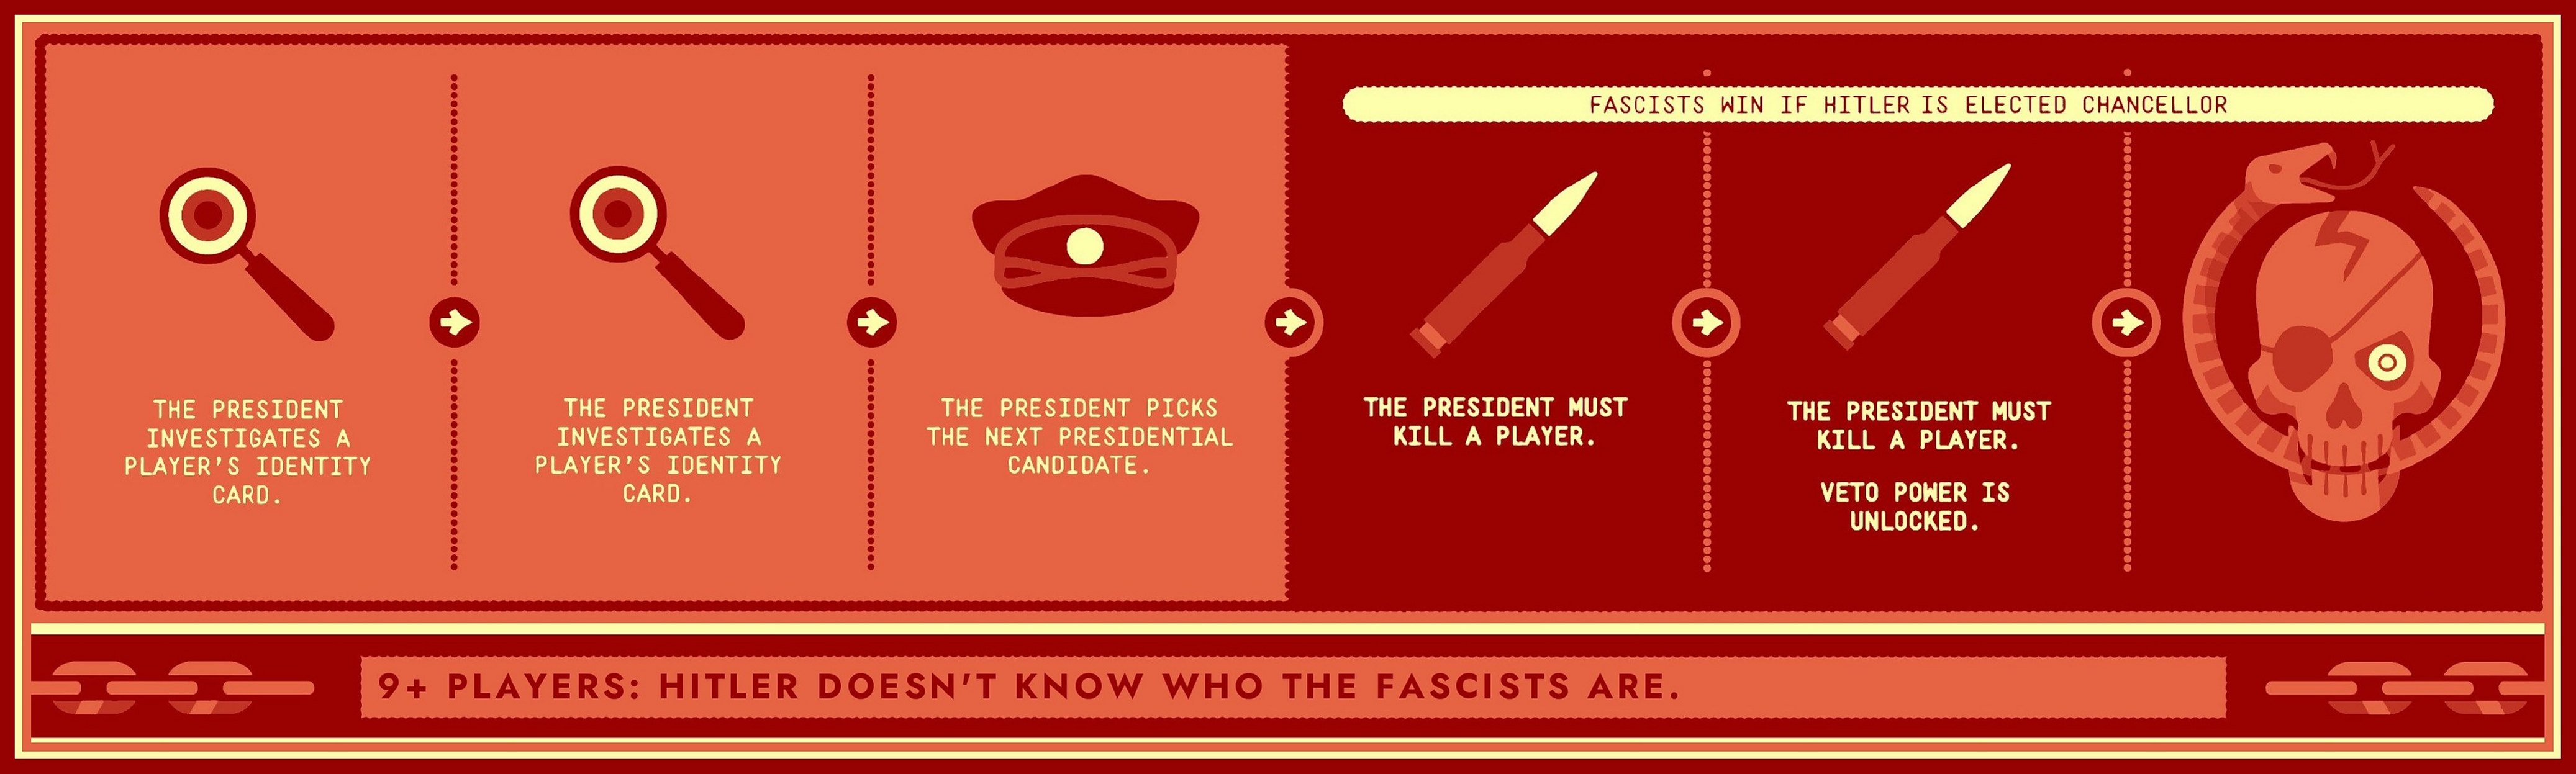 FASCISTS WIN IF HITLER IS ELECTED CHANCELLOR
THE PRESIDENT
INVESTIGATES A
PLAYER'S IDENTITY
CARD.
THE PRESIDENT
INVESTIGATES A
PLAYER'S IDENTITY
CARD.
THE PRESIDENT PICKS
THE NEXT PRESIDENTIAL
CANDIDATE.
THE PRESIDENT MUST
KILL A PLAYER.
THE PRESIDENT MUST
KILL A PLAYER.
VETO POWER IS
UNLOCKED.
9+ PLAYERS: HITLER DOESN'T KNOW WHO THE FASCISTS ARE.